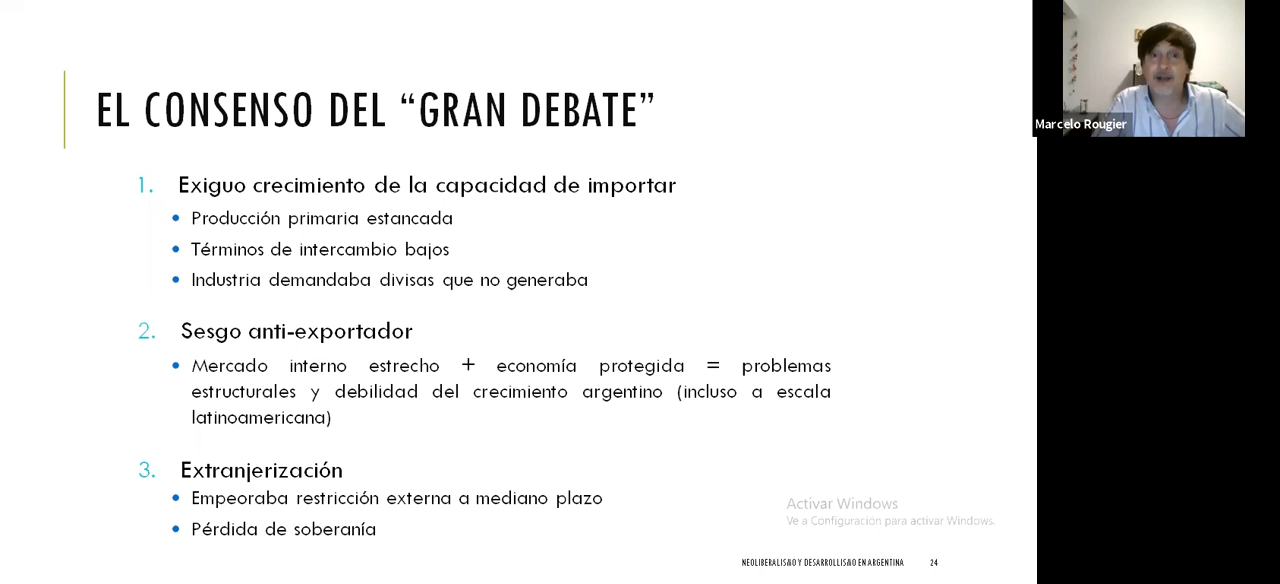 EL CONSENSO DEL “GRAN DEBATE”
Marcelo Rougier
1. Exiguo crecimiento de la capacidad de importar
• Producción primaria estancada
• Términos de intercambio bajos
• Industria demandaba divisas que no generaba
2. Sesgo anti-exportador
• Mercado interno estrecho + economía protegida = problemas
estructurales y debilidad del crecimiento argentino (incluso a escala
latinoamericana)
3. Extranjerización
• Empeoraba restricción externa a mediano plazo
• Pérdida de soberanía
Activar Windows
Ve a Configuración para activar Windows.
NEOLIBERALISMO Y DESARROLLISMO EN ARGENTINA 24